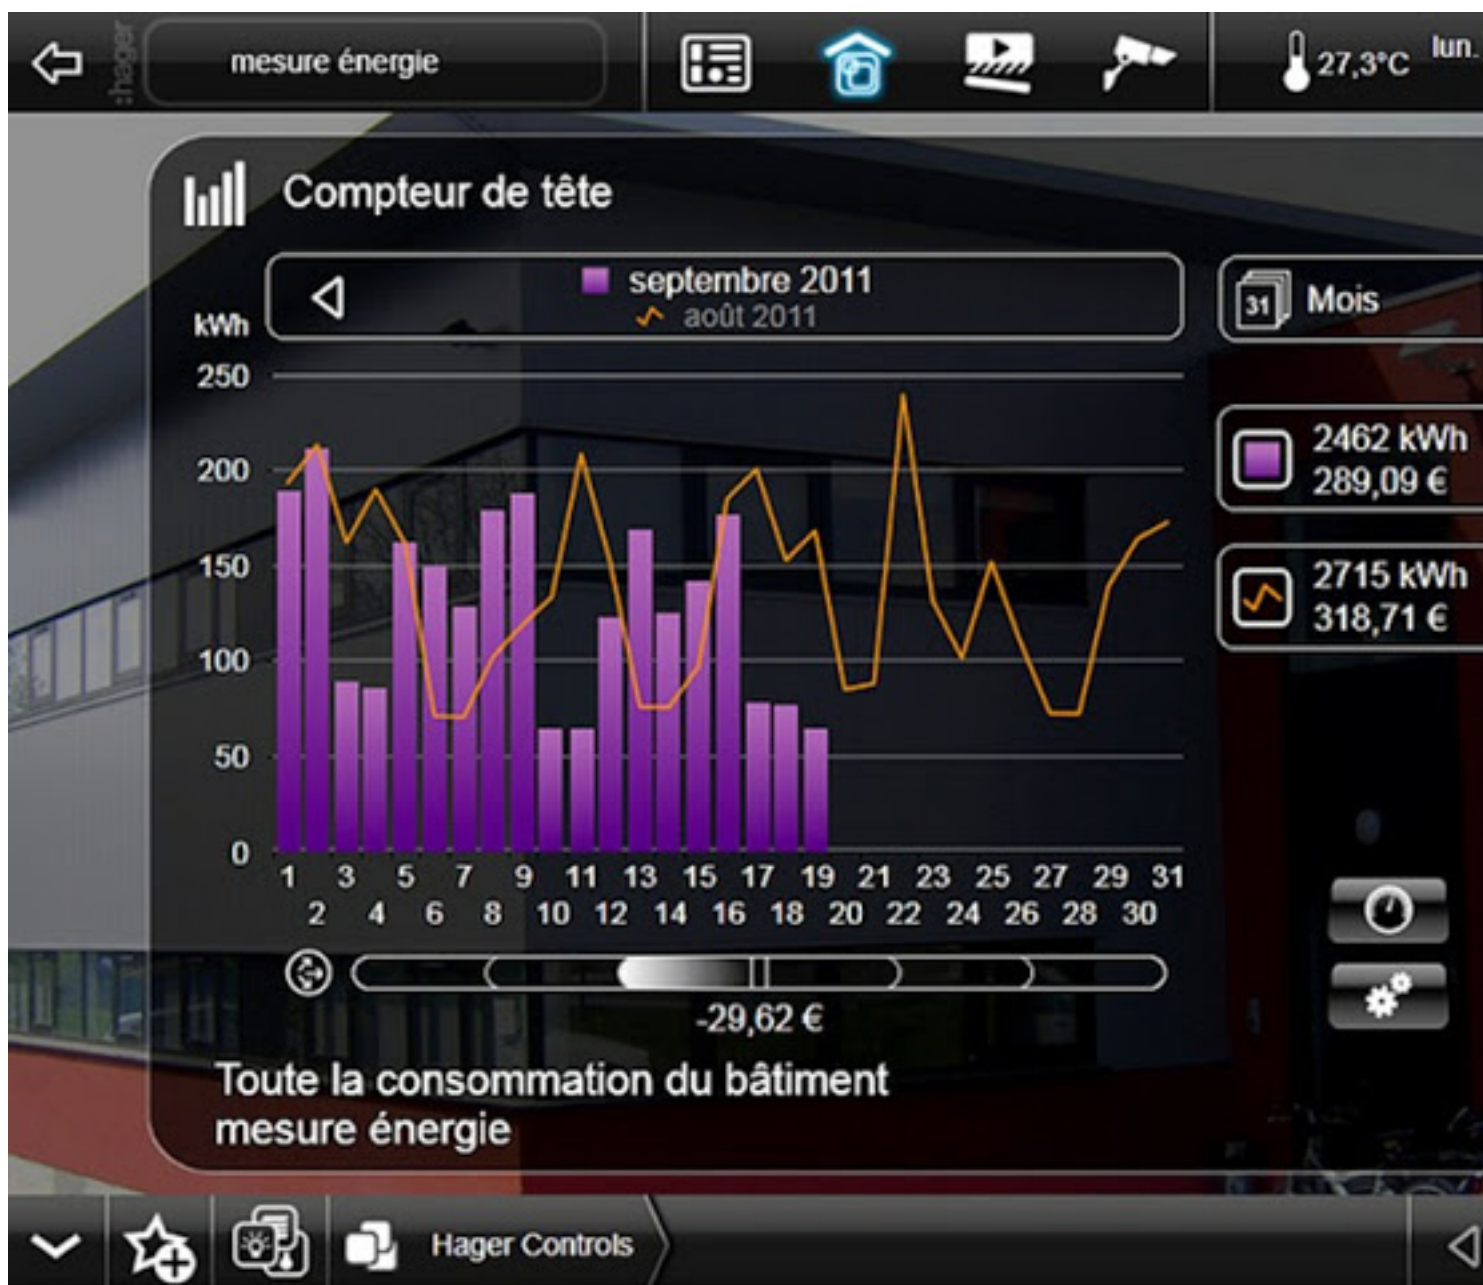 :hager
mesure énergie
27,3°C
lun.
Compteur de tête
septembre 2011
août 2011
31
Mois
kWh
250
200
150
100
50
0
2462 kWh
289,09 €
2715 kWh
318,71 €
1 3 5 7 9 11 13 15 17 19 21 23 25 27 29 31
2 4 6 8 10 12 14 16 18 20 22 24 26 28 30
-29,62 €
Toute la consommation du bâtiment
mesure énergie
Hager Controls